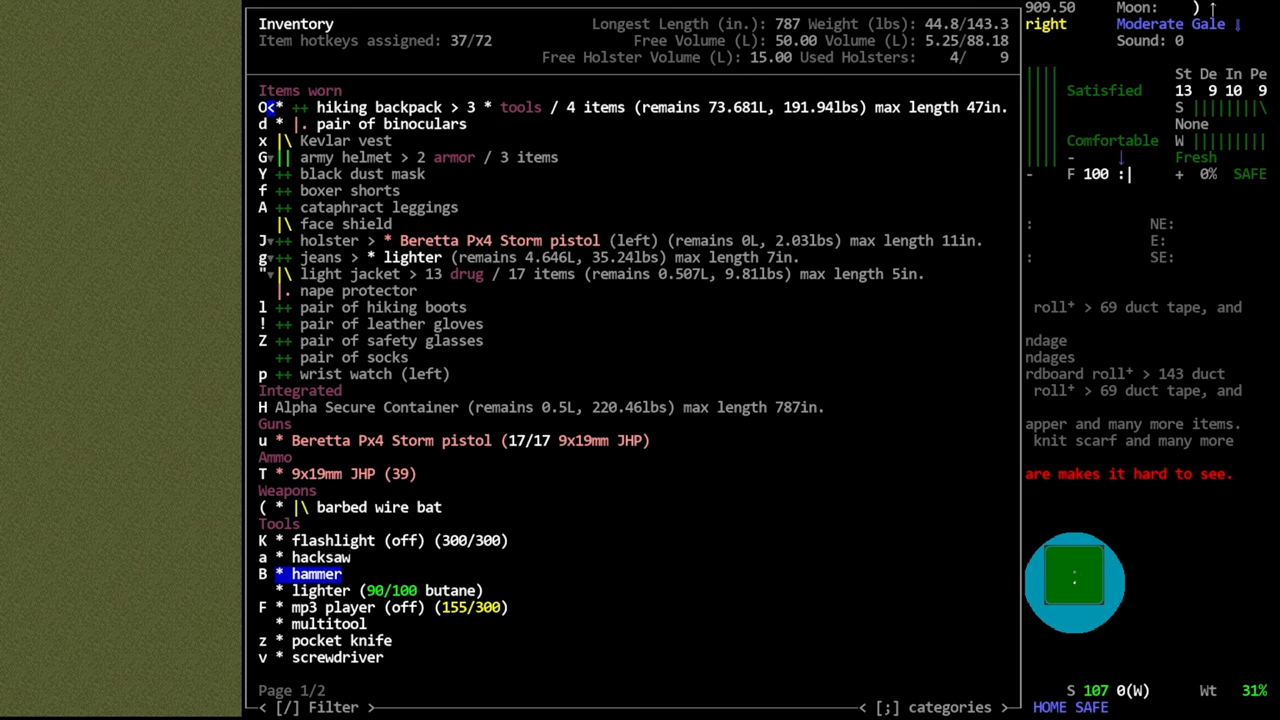 Inventory
Longest Length (in.): 787 Weight (lbs): 44.8/143.3
Item hotkeys assigned: 37/72
Free Volume (L): 50.00 Volume (L): 5.25/88.18
Free Holster Volume (L): 15.00 Used Holsters: 4/ 9
Items worn
O<* ++ hiking backpack > 3 * tools / 4 items (remains 73.681L, 191.94lbs) max length 47in.
d * |. pair of binoculars
x |\ Kevlar vest
G▾|| army helmet > 2 armor / 3 items
Y ++ black dust mask
f ++ boxer shorts
A ++ cataphract leggings
|\ face shield
J▾++ holster > * Beretta Px4 Storm pistol (left) (remains 0L, 2.03lbs) max length 11in.
g▾++ jeans > * lighter (remains 4.646L, 35.24lbs) max length 7in.
"▾|\ light jacket > 13 drug / 17 items (remains 0.507L, 9.81lbs) max length 5in.
|. nape protector
l ++ pair of hiking boots
! ++ pair of leather gloves
Z ++ pair of safety glasses
++ pair of socks
p ++ wrist watch (left)
Integrated
H Alpha Secure Container (remains 0.5L, 220.46lbs) max length 787in.
Guns
u * Beretta Px4 Storm pistol (17/17 9x19mm JHP)
Ammo
T * 9x19mm JHP (39)
Weapons
( * |\ barbed wire bat
Tools
K * flashlight (off) (300/300)
a * hacksaw
B * hammer
* lighter (90/100 butane)
F * mp3 player (off) (155/300)
* multitool
z * pocket knife
v * screwdriver
Page 1/2
< [/] Filter >
< [;] categories >
909.50 Moon: ) ↑
right Moderate Gale ↓
Sound: 0
St De In Pe
Satisfied 13 9 10 9
S ||||||||\
None
Comfortable W |||||||||
- ↓ Fresh
- F 100 :| + 0% SAFE
: NE:
: E:
: SE:
roll⁺ > 69 duct tape, and
ndage
ndages
rdboard roll⁺ > 143 duct
roll⁺ > 69 duct tape, and
apper and many more items.
knit scarf and many more
are makes it hard to see.
S 107 0(W) Wt 31%
HOME SAFE